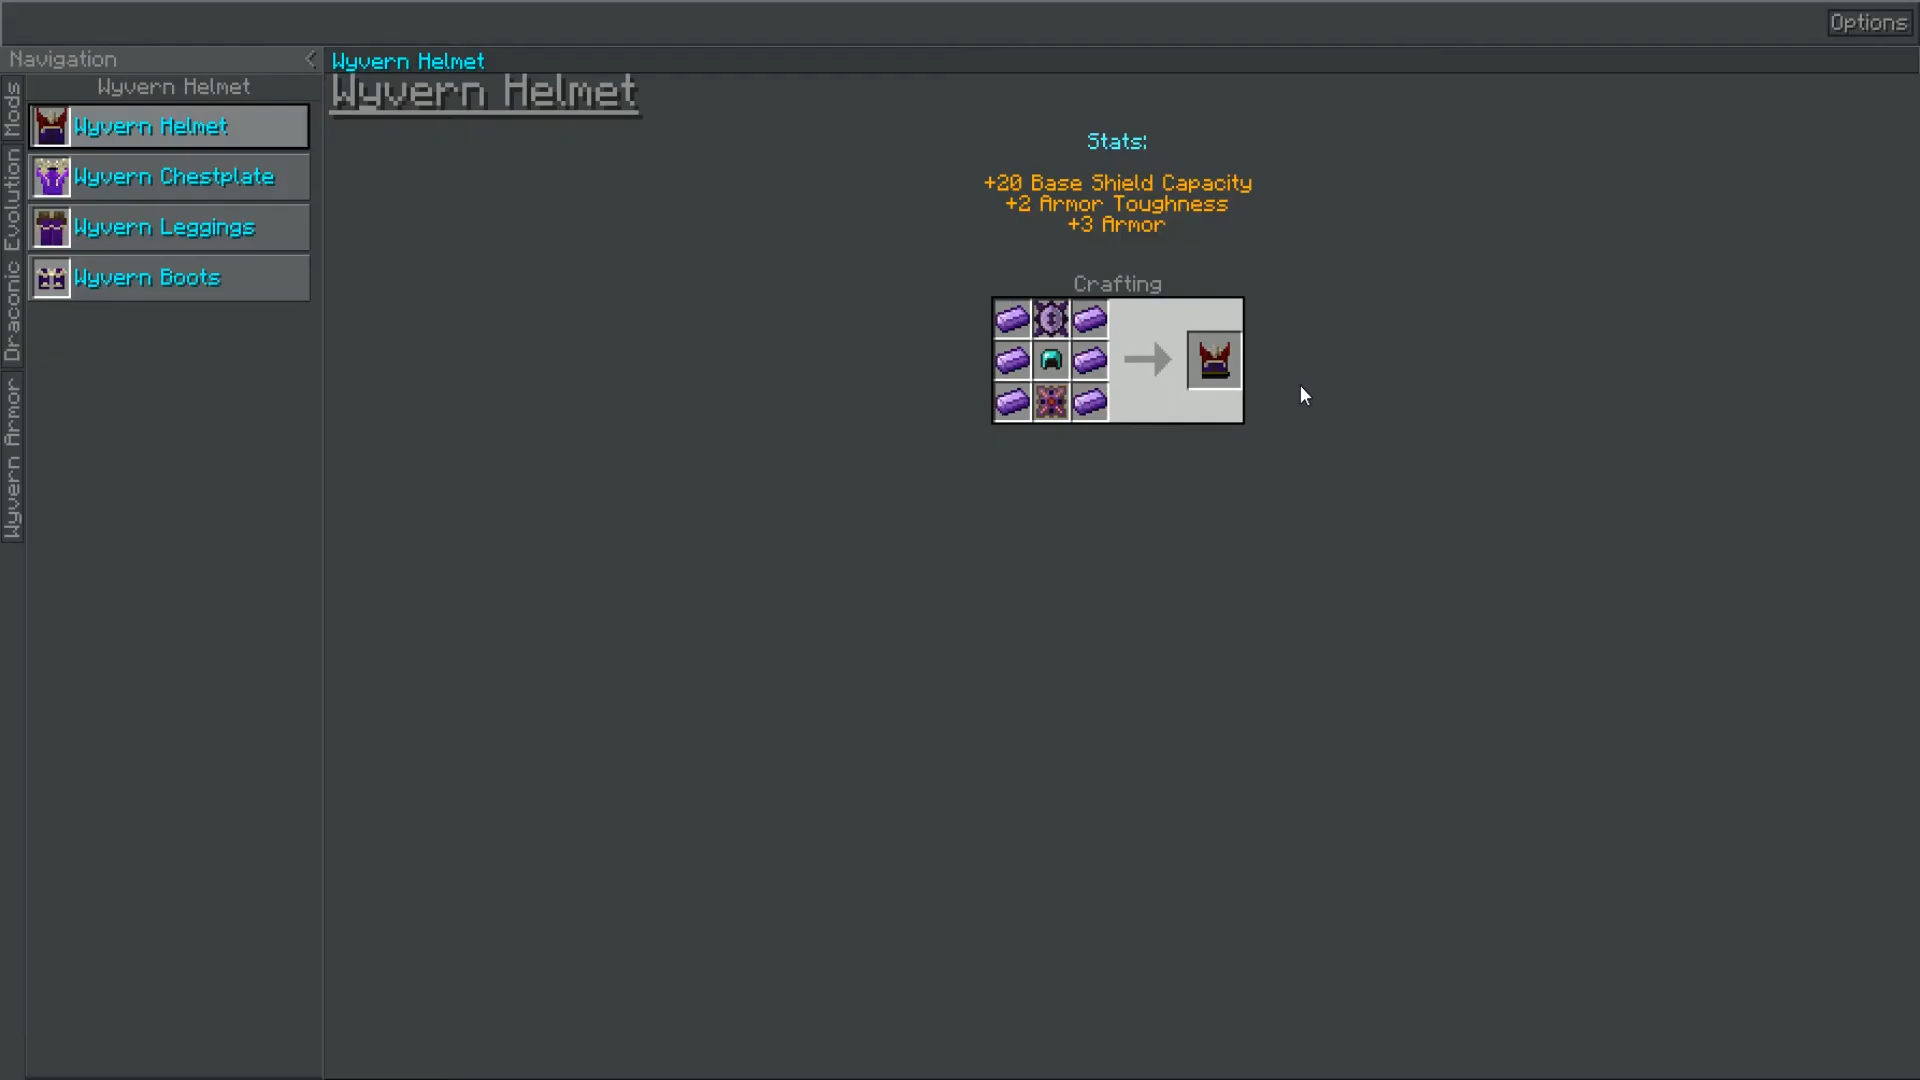 Options
Navigation
<
Wyvern Helmet
Wyvern Helmet
Wyvern Helmet
Wyvern Chestplate
Wyvern Leggings
Wyvern Boots
Mods
Draconic Evolution
Wyvern Armor
Wyvern Helmet
Stats:
+20 Base Shield Capacity
+2 Armor Toughness
+3 Armor
Crafting